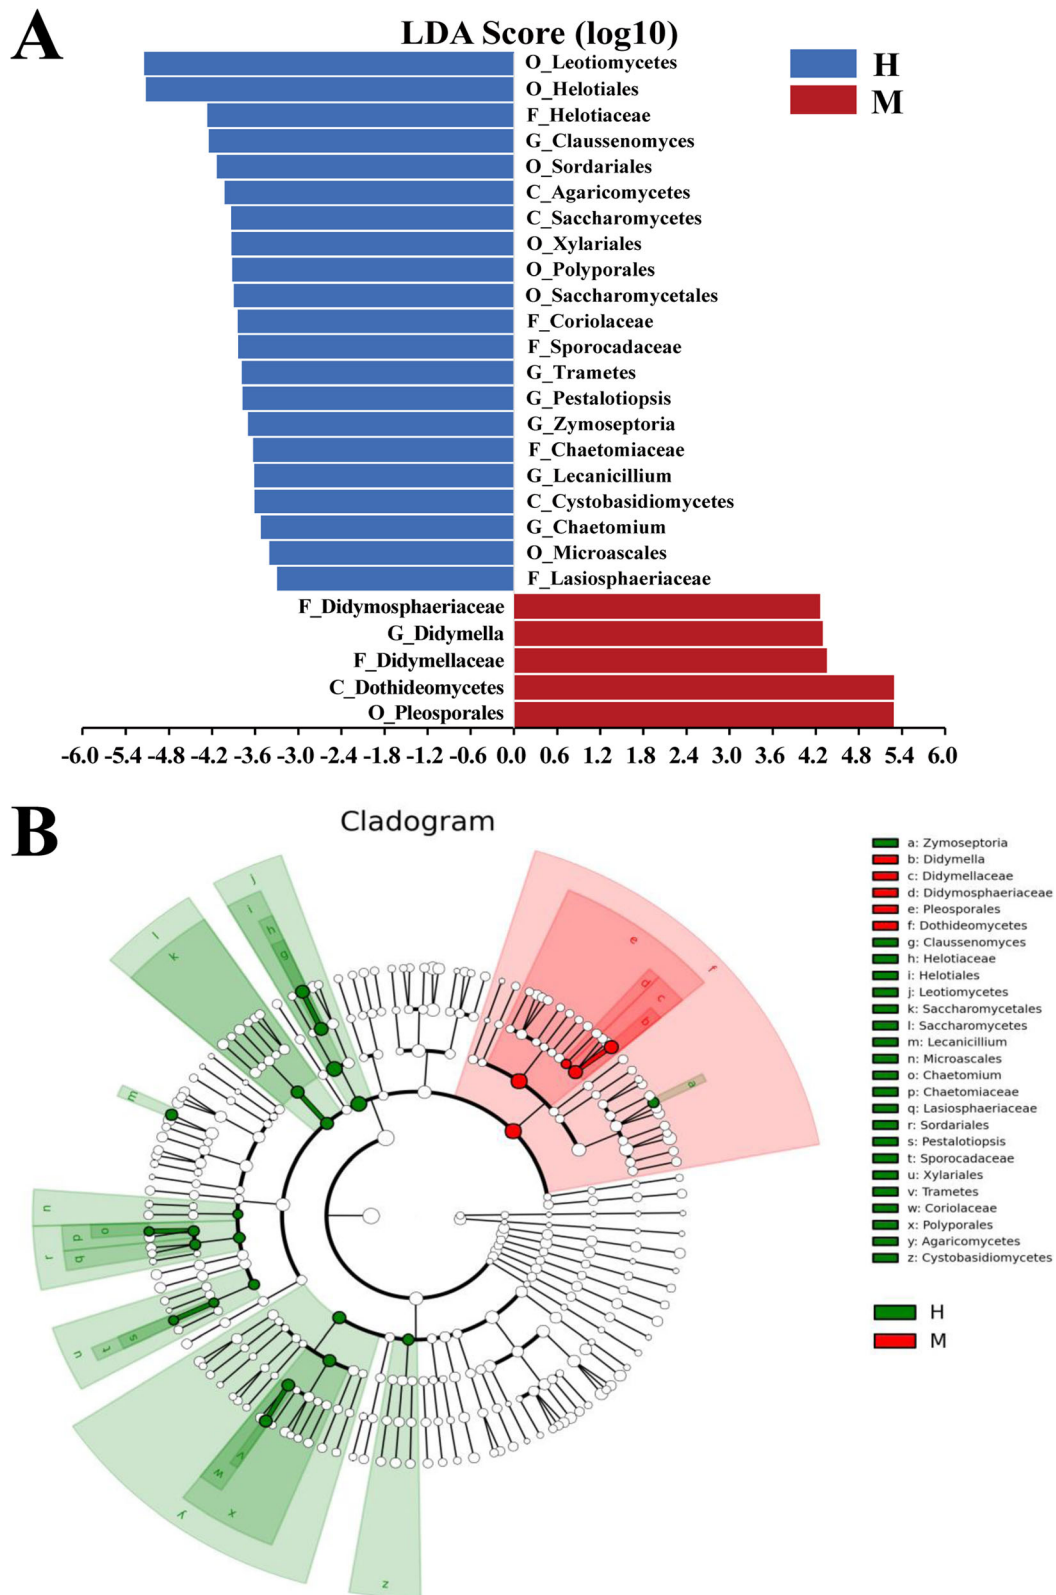 A
LDA Score (log10)
H
M
O_Leotiomycetes
O_Helotiales
F_Helotiaceae
G_Claussenomyces
O_Sordariales
C_Agaricomycetes
C_Saccharomycetes
O_Xylariales
O_Polyporales
O_Saccharomycetales
F_Coriolaceae
F_Sporocadaceae
G_Trametes
G_Pestalotiopsis
G_Zymoseptoria
F_Chaetomiaceae
G_Lecanicillium
C_Cystobasidiomycetes
G_Chaetomium
O_Microascales
F_Lasiosphaeriaceae
F_Didymosphaeriaceae
G_Didymella
F_Didymellaceae
C_Dothideomycetes
O_Pleosporales
-6.0 -5.4 -4.8 -4.2 -3.6 -3.0 -2.4 -1.8 -1.2 -0.6 0.0 0.6 1.2 1.8 2.4 3.0 3.6 4.2 4.8 5.4 6.0
B
Cladogram
j
i
h
g
l
k
m
n
o
p
q
r
s
t
u
v
w
x
y
z
e
f
d
c
b
a
a: Zymoseptoria
b: Didymella
c: Didymellaceae
d: Didymosphaeriaceae
e: Pleosporales
f: Dothideomycetes
g: Claussenomyces
h: Helotiaceae
i: Helotiales
j: Leotiomycetes
k: Saccharomycetales
l: Saccharomycetes
m: Lecanicillium
n: Microascales
o: Chaetomium
p: Chaetomiaceae
q: Lasiosphaeriaceae
r: Sordariales
s: Pestalotiopsis
t: Sporocadaceae
u: Xylariales
v: Trametes
w: Coriolaceae
x: Polyporales
y: Agaricomycetes
z: Cystobasidiomycetes
H
M